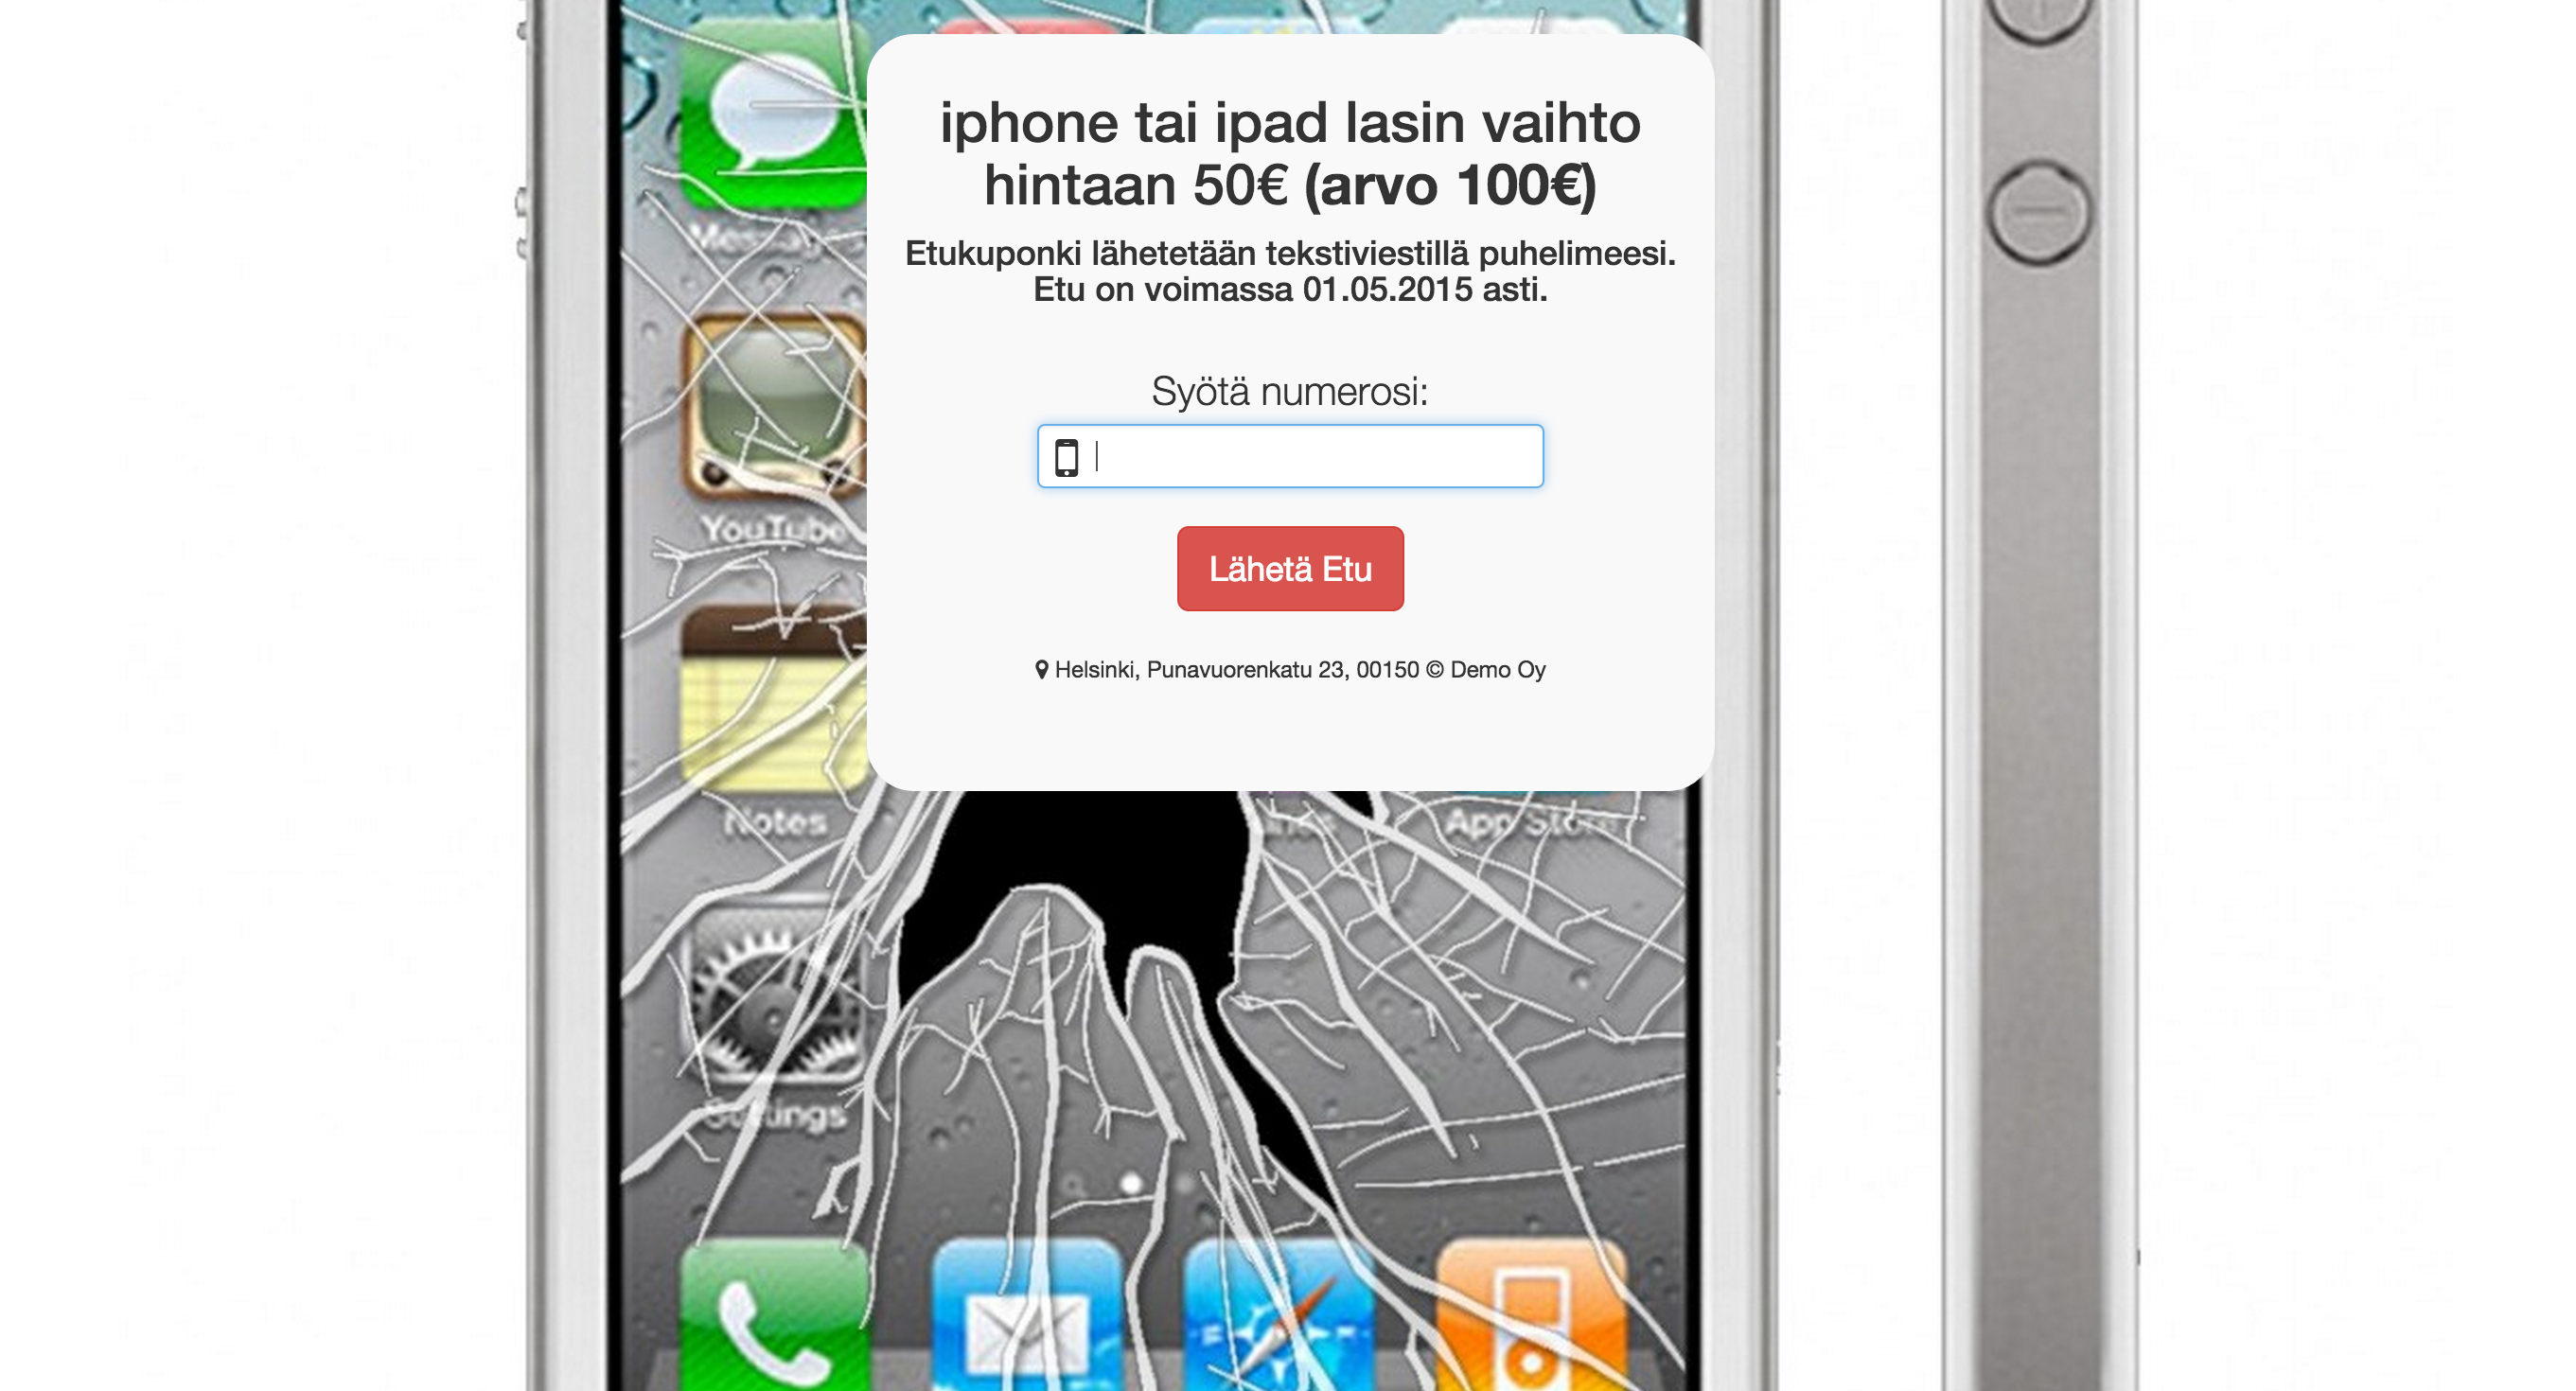 iphone tai ipad lasin vaihto
hintaan 50€ (arvo 100€)
Etukuponki lähetetään tekstiviestillä puhelimeesi.
Etu on voimassa 01.05.2015 asti.
Syötä numerosi:
Lähetä Etu
Helsinki, Punavuorenkatu 23, 00150 © Demo Oy
Messages
YouTube
Notes
App Store
Settings